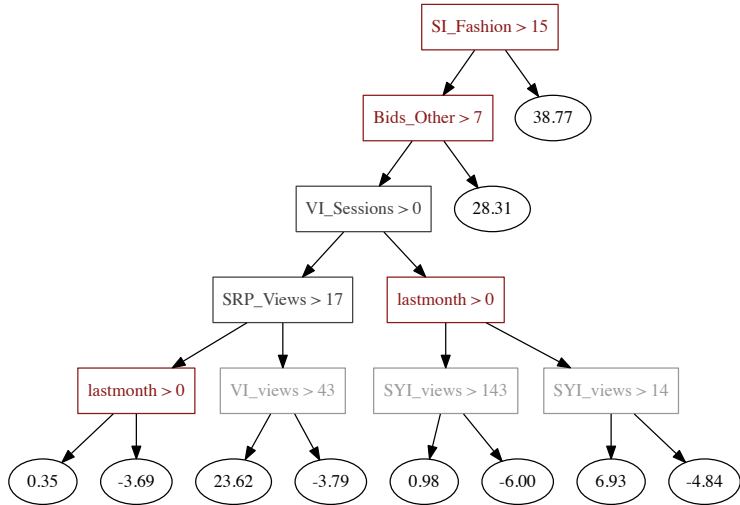 SI_Fashion > 15
Bids_Other > 7
38.77
VI_Sessions > 0
28.31
SRP_Views > 17
lastmonth > 0
lastmonth > 0
VI_views > 43
SYI_views > 143
SYI_views > 14
0.35
-3.69
23.62
-3.79
0.98
-6.00
6.93
-4.84